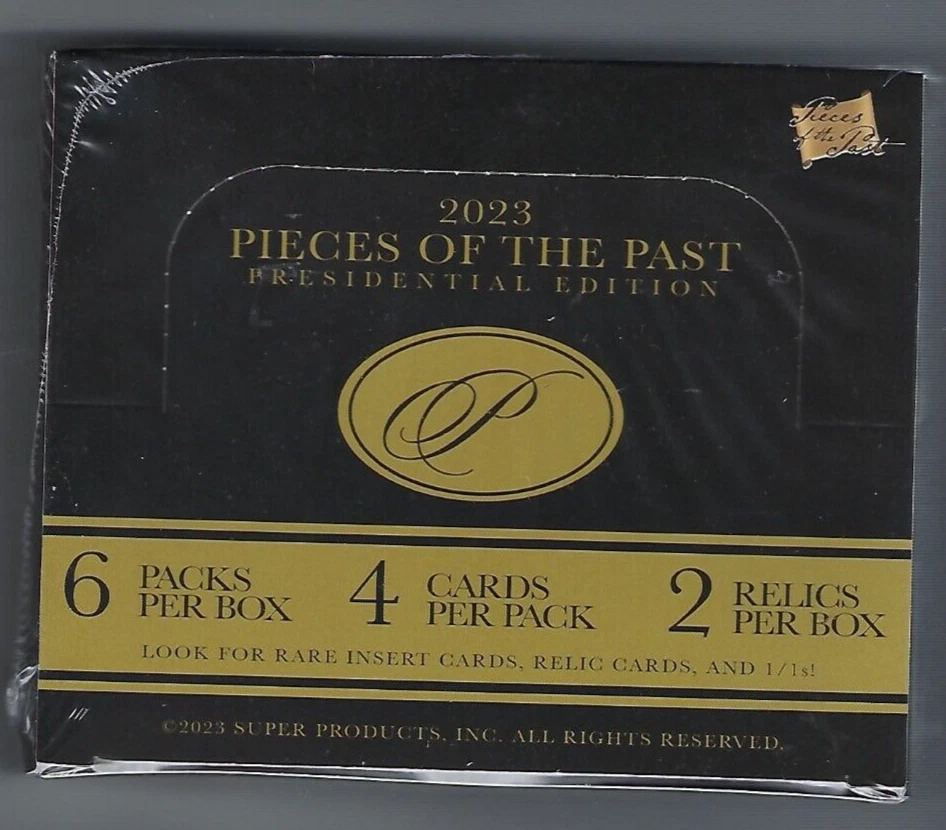 Pieces
of the Past
2023
PIECES OF THE PAST
PRESIDENTIAL EDITION
P
6 PACKS PER BOX
4 CARDS PER PACK
2 RELICS PER BOX
LOOK FOR RARE INSERT CARDS, RELIC CARDS, AND 1/1s!
©2023 SUPER PRODUCTS, INC. ALL RIGHTS RESERVED.